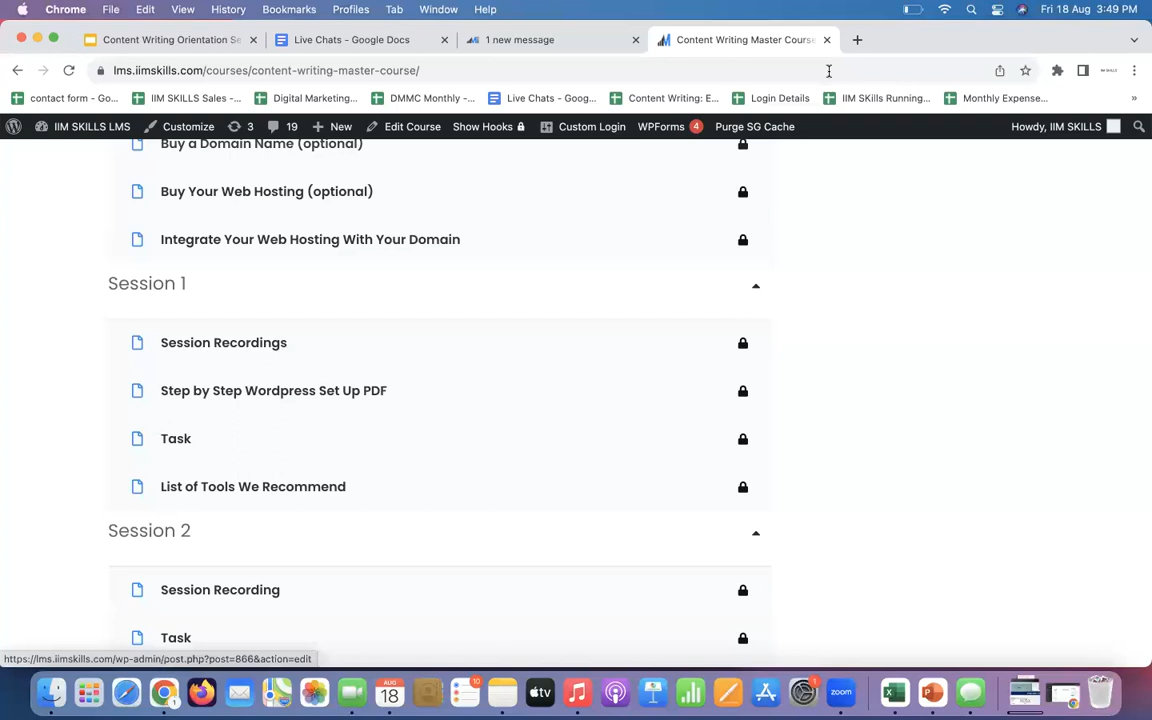 Chrome File Edit View History Bookmarks Profiles Tab Window Help Fri 18 Aug 3:49 PM
Content Writing Orientation Se Live Chats - Google Docs 1 new message Content Writing Master Course
lms.iimskills.com/courses/content-writing-master-course/
contact form - Go... IIM SKILLS Sales -... Digital Marketing... DMMC Monthly -... Live Chats - Goog... Content Writing: E... Login Details IIM SKills Running... Monthly Expense... »
IIM SKILLS LMS Customize 3 19 New Edit Course Show Hooks Custom Login WPForms 4 Purge SG Cache Howdy, IIM SKILLS
Buy a Domain Name (optional)
Buy Your Web Hosting (optional)
Integrate Your Web Hosting With Your Domain
Session 1
Session Recordings
Step by Step Wordpress Set Up PDF
Task
List of Tools We Recommend
Session 2
Session Recording
Task
https://lms.iimskills.com/wp-admin/post.php?post=866&action=edit
AUG 18 10 tv 1 zoom